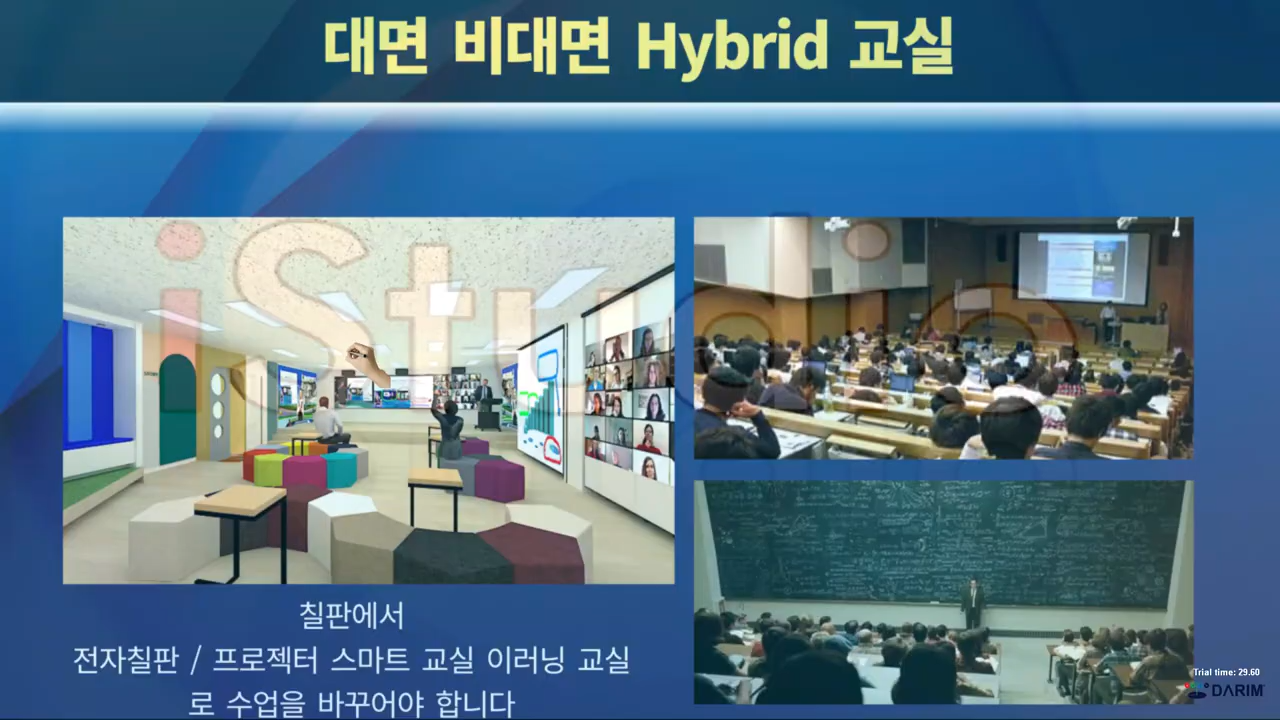 대면 비대면 Hybrid 교실
iStudio
칠판에서
전자칠판 / 프로젝터 스마트 교실 이러닝 교실
로 수업을 바꾸어야 합니다
Trial time: 29.60
DARIM